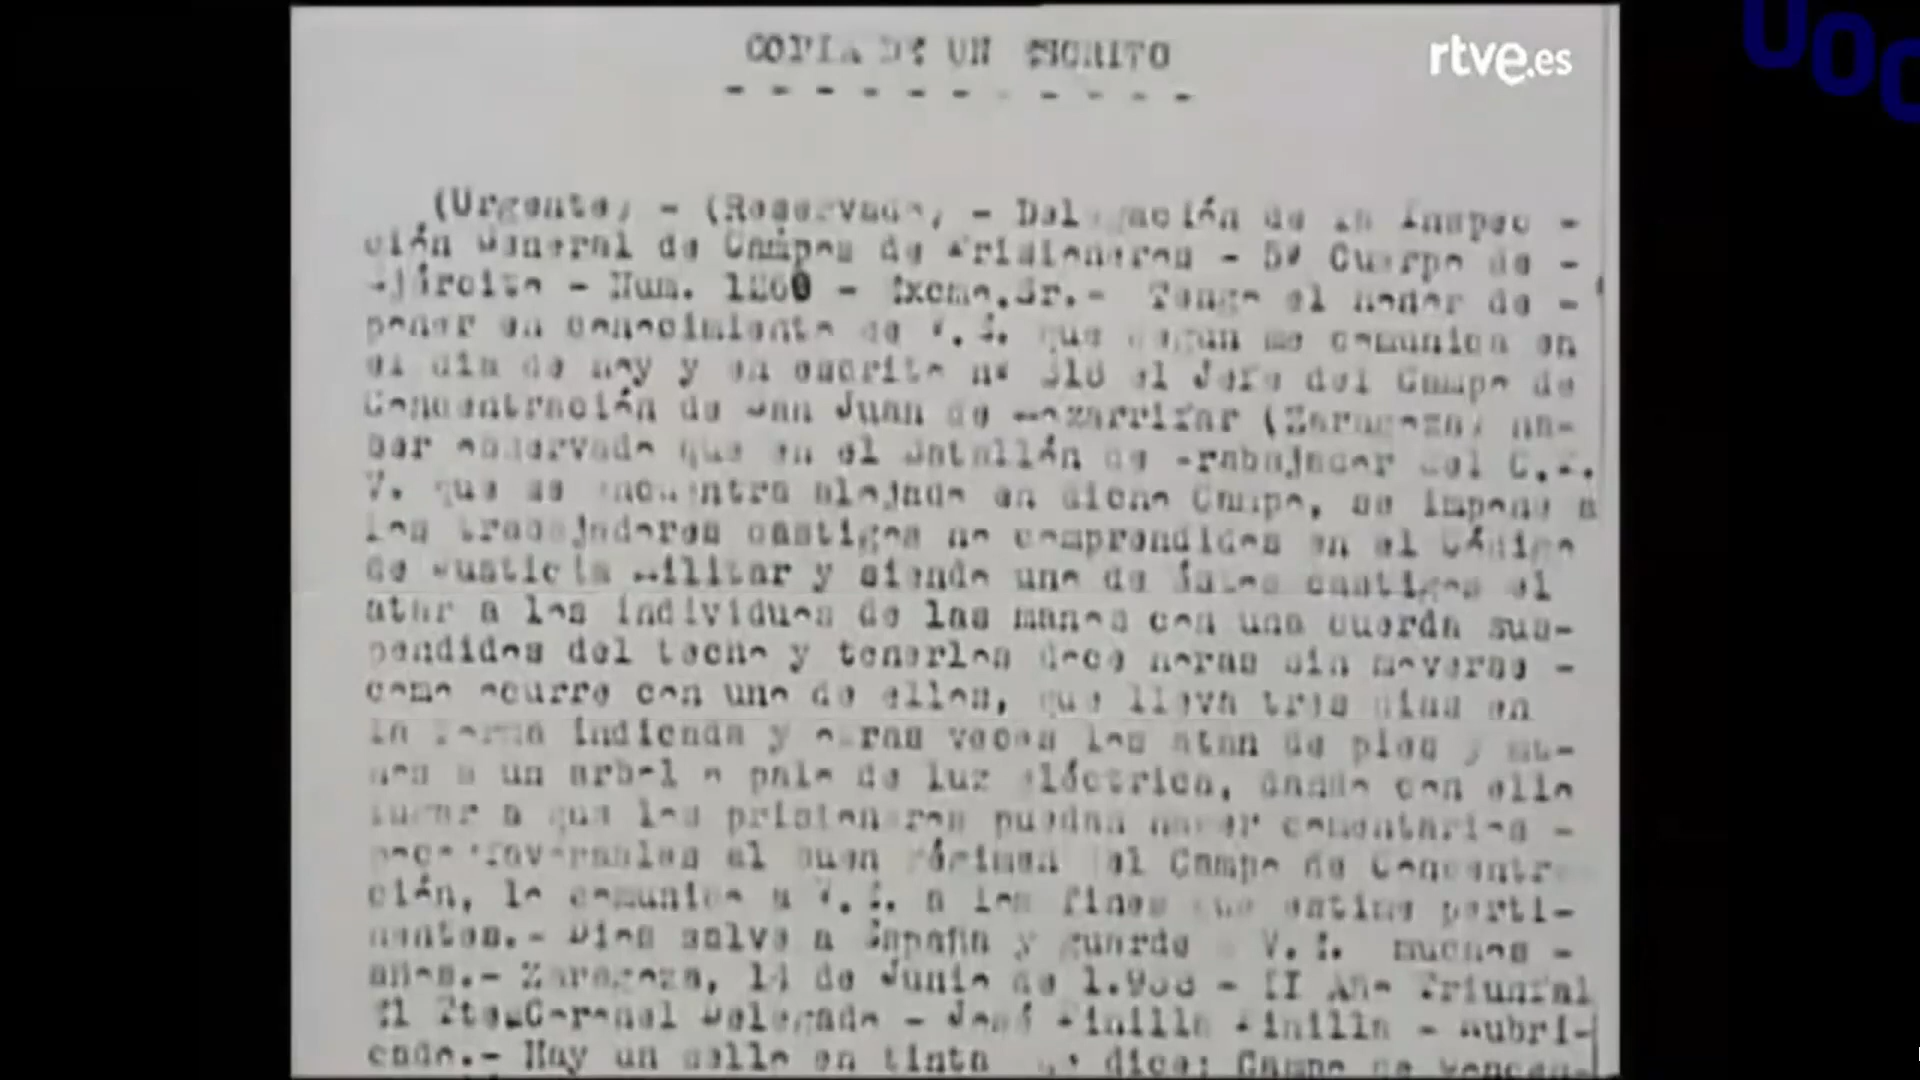 COPIA DE UN ESCRITO
rtve.es
UOC
(Urgente) - (Reservado) - Delegación de la Inspec -
ción General de Campos de Prisioneros - 5º Cuerpo de -
Ejército - Num. 1260 - Excmo.Sr.- Tengo el honor de -
poner en conocimiento de V.E. que segun me comunica en
el día de hoy y en escrito nº 318 el Jefe del Campo de
Concentración de San Juan de Mozarrifar (Zaragoza) ha-
ber observado que en el Batallón de Trabajador del C.
V. que se encuentra alojado en dicho Campo, se impone a
los trabajadores castigos no comprendidos en el Código
de Justicia Militar y siendo uno de éstos castigos el
atar a los individuos de las manos con una cuerda sus-
pendidos del techo y tenerlos doce horas sin moverse -
como ocurre con uno de ellos, que lleva tres dias en
la forma indicada y otras veces los atan de pies y ma-
nos a un arbol o palo de luz eléctrica, dando con ello
lugar a que los prisioneros puedan hacer comentarios -
poco favorables al buen régimen del Campo de Concentra
ción, lo comunico a V.E. a los fines que estime perti-
nentes.- Dios salve a España y guarde a V.E. muchos -
años.- Zaragoza, 14 de Junio de 1.938 - II Año Triunfal
El Tte.Coronel Delegado - José Pinilla Pinilla - Rubri-
cado.- Hay un sello en tinta que dice: Campo de Concen-